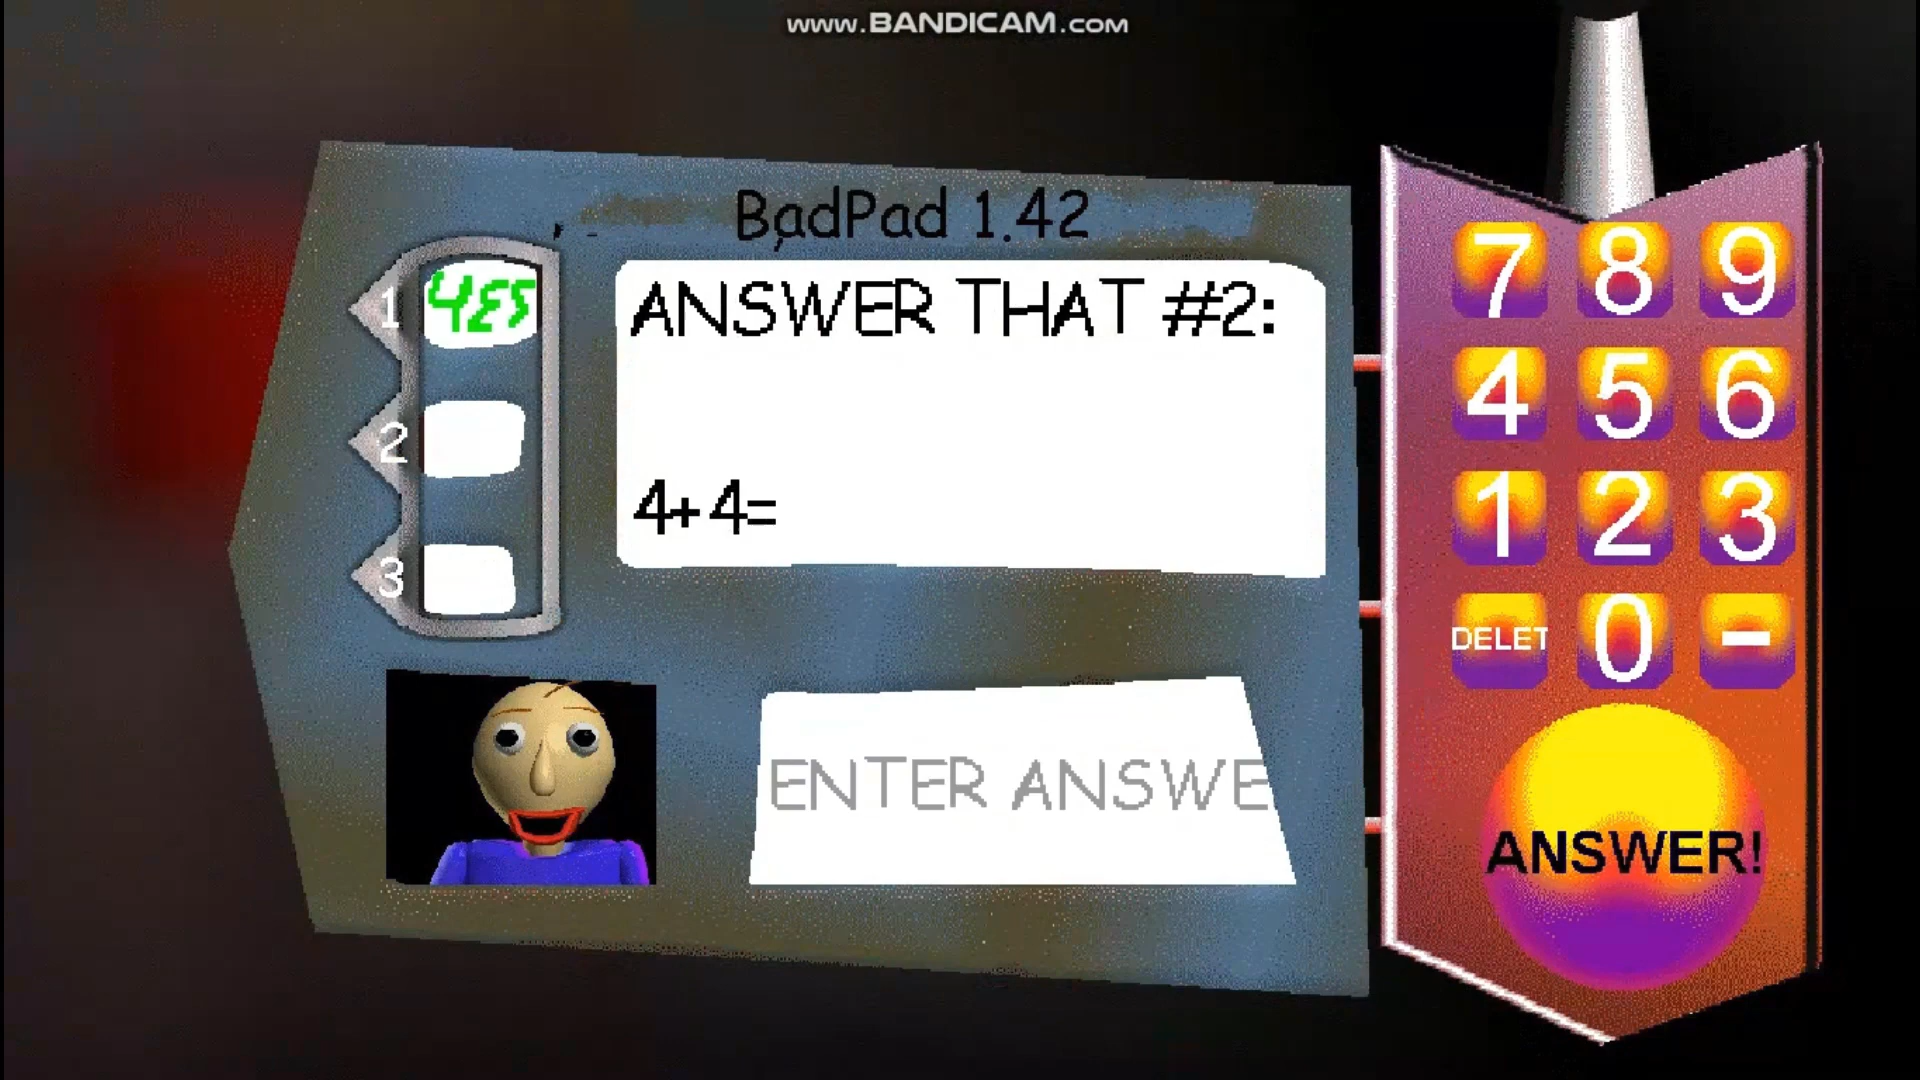 www.BANDICAM.com
BadPad 1.42
1
YES
ANSWER THAT #2:
2
4+4=
3
ENTER ANSWE
7 8 9
4 5 6
1 2 3
DELET 0 -
ANSWER!